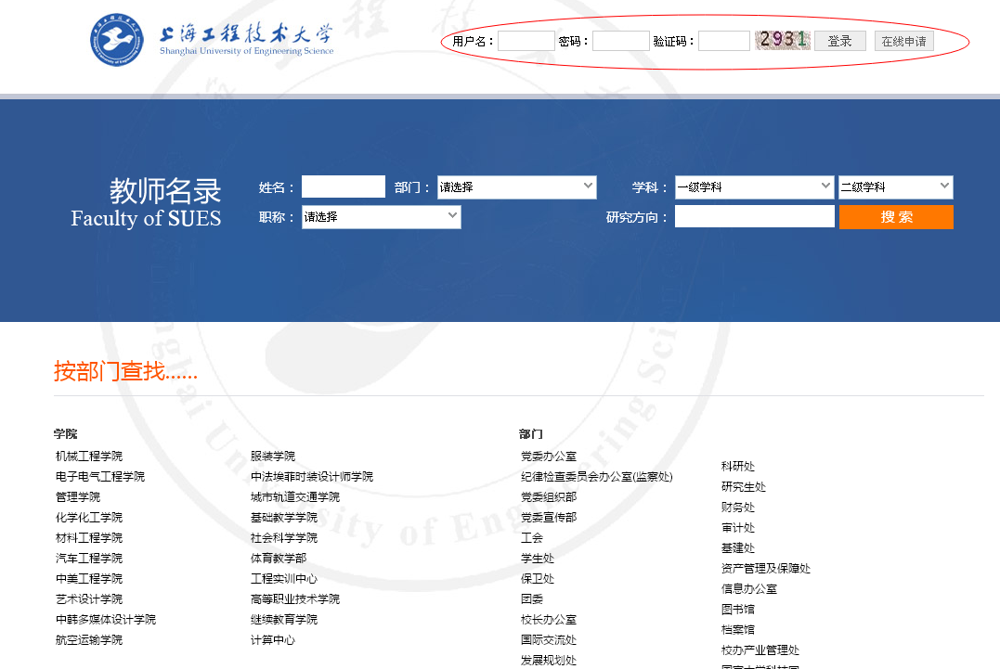 上海工程技术大学
Shanghai University of Engineering Science
用户名： 密码： 验证码： 2931 登录 在线申请
教师名录
Faculty of SUES
姓名： 部门： 请选择 学科： 一级学科 二级学科
职称： 请选择 研究方向： 搜 索
按部门查找......
学院
机械工程学院
电子电气工程学院
管理学院
化学化工学院
材料工程学院
汽车工程学院
中美工程学院
艺术设计学院
中韩多媒体设计学院
航空运输学院
服装学院
中法埃菲时装设计师学院
城市轨道交通学院
基础教学学院
社会科学学院
体育教学部
工程实训中心
高等职业技术学院
继续教育学院
计算中心
部门
党委办公室
纪律检查委员会办公室(监察处)
党委组织部
党委宣传部
工会
学生处
保卫处
团委
校长办公室
国际交流处
发展规划处
科研处
研究生处
财务处
审计处
基建处
资产管理及保障处
信息办公室
图书馆
档案馆
校办产业管理处
Shanghai University of Engineering Science